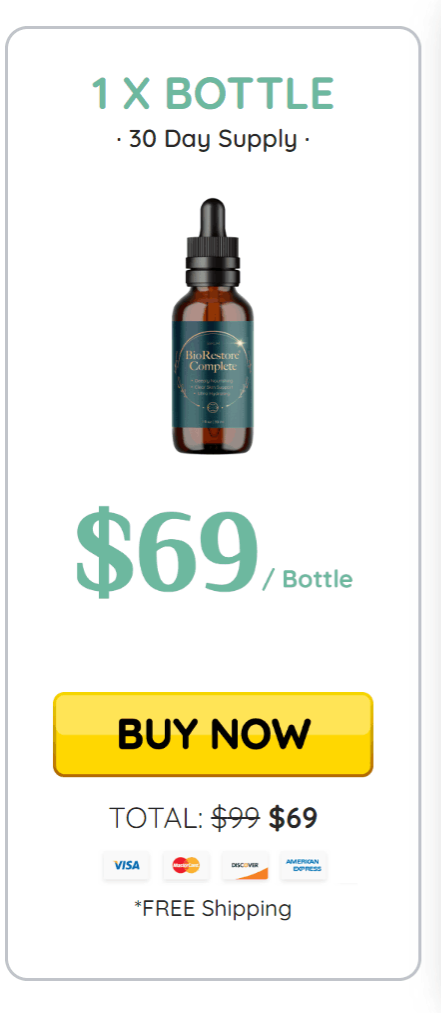 1 X BOTTLE
· 30 Day Supply ·
BioRestore
Complete
$69 / Bottle
BUY NOW
TOTAL: $99 $69
VISA MasterCard DISCOVER AMERICAN EXPRESS
*FREE Shipping